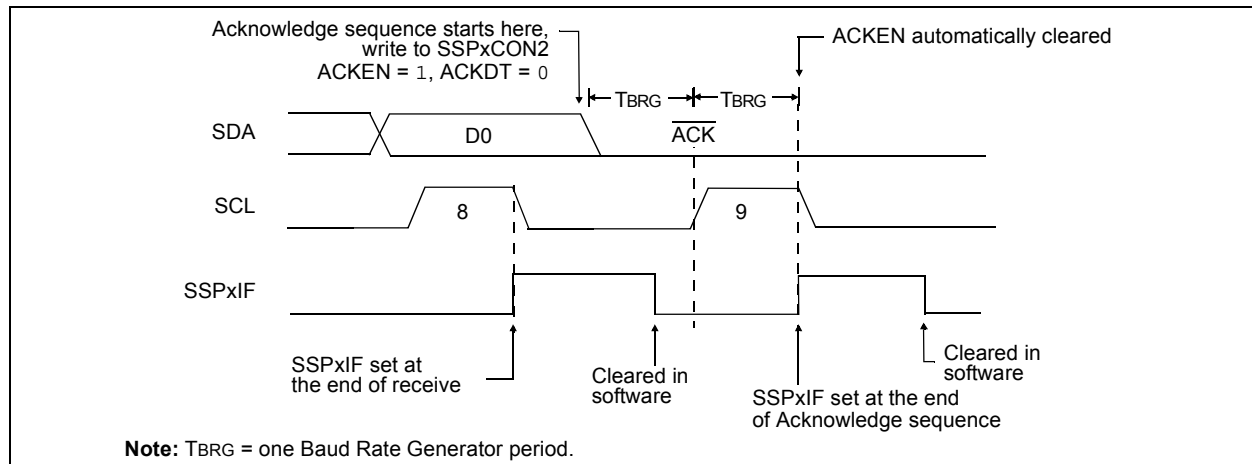 Acknowledge sequence starts here,
write to SSPxCON2
ACKEN = 1, ACKDT = 0
ACKEN automatically cleared
TBRG
TBRG
SDA
D0
ACK
SCL
8
9
SSPxIF
SSPxIF set at
the end of receive
Cleared in
software
SSPxIF set at the end
of Acknowledge sequence
Cleared in
software
Note: TBRG = one Baud Rate Generator period.